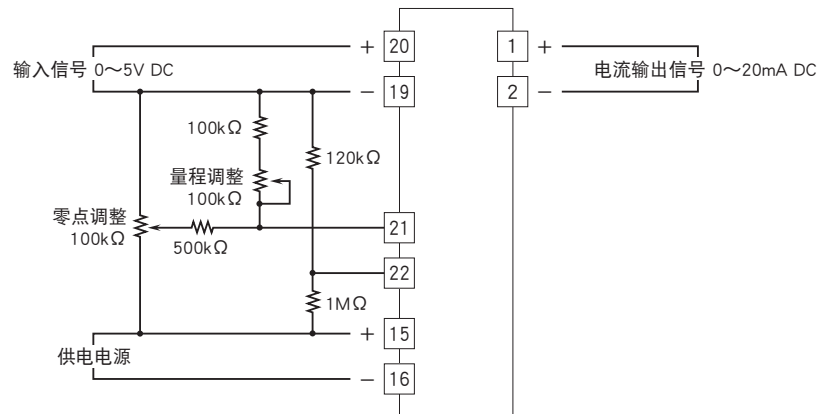 + 20
输入信号 0～5V DC
− 19
1 +
电流输出信号 0～20mA DC
2 −
100kΩ
120kΩ
量程调整
100kΩ
零点调整
100kΩ
500kΩ
21
22
1MΩ
+ 15
供电电源
− 16